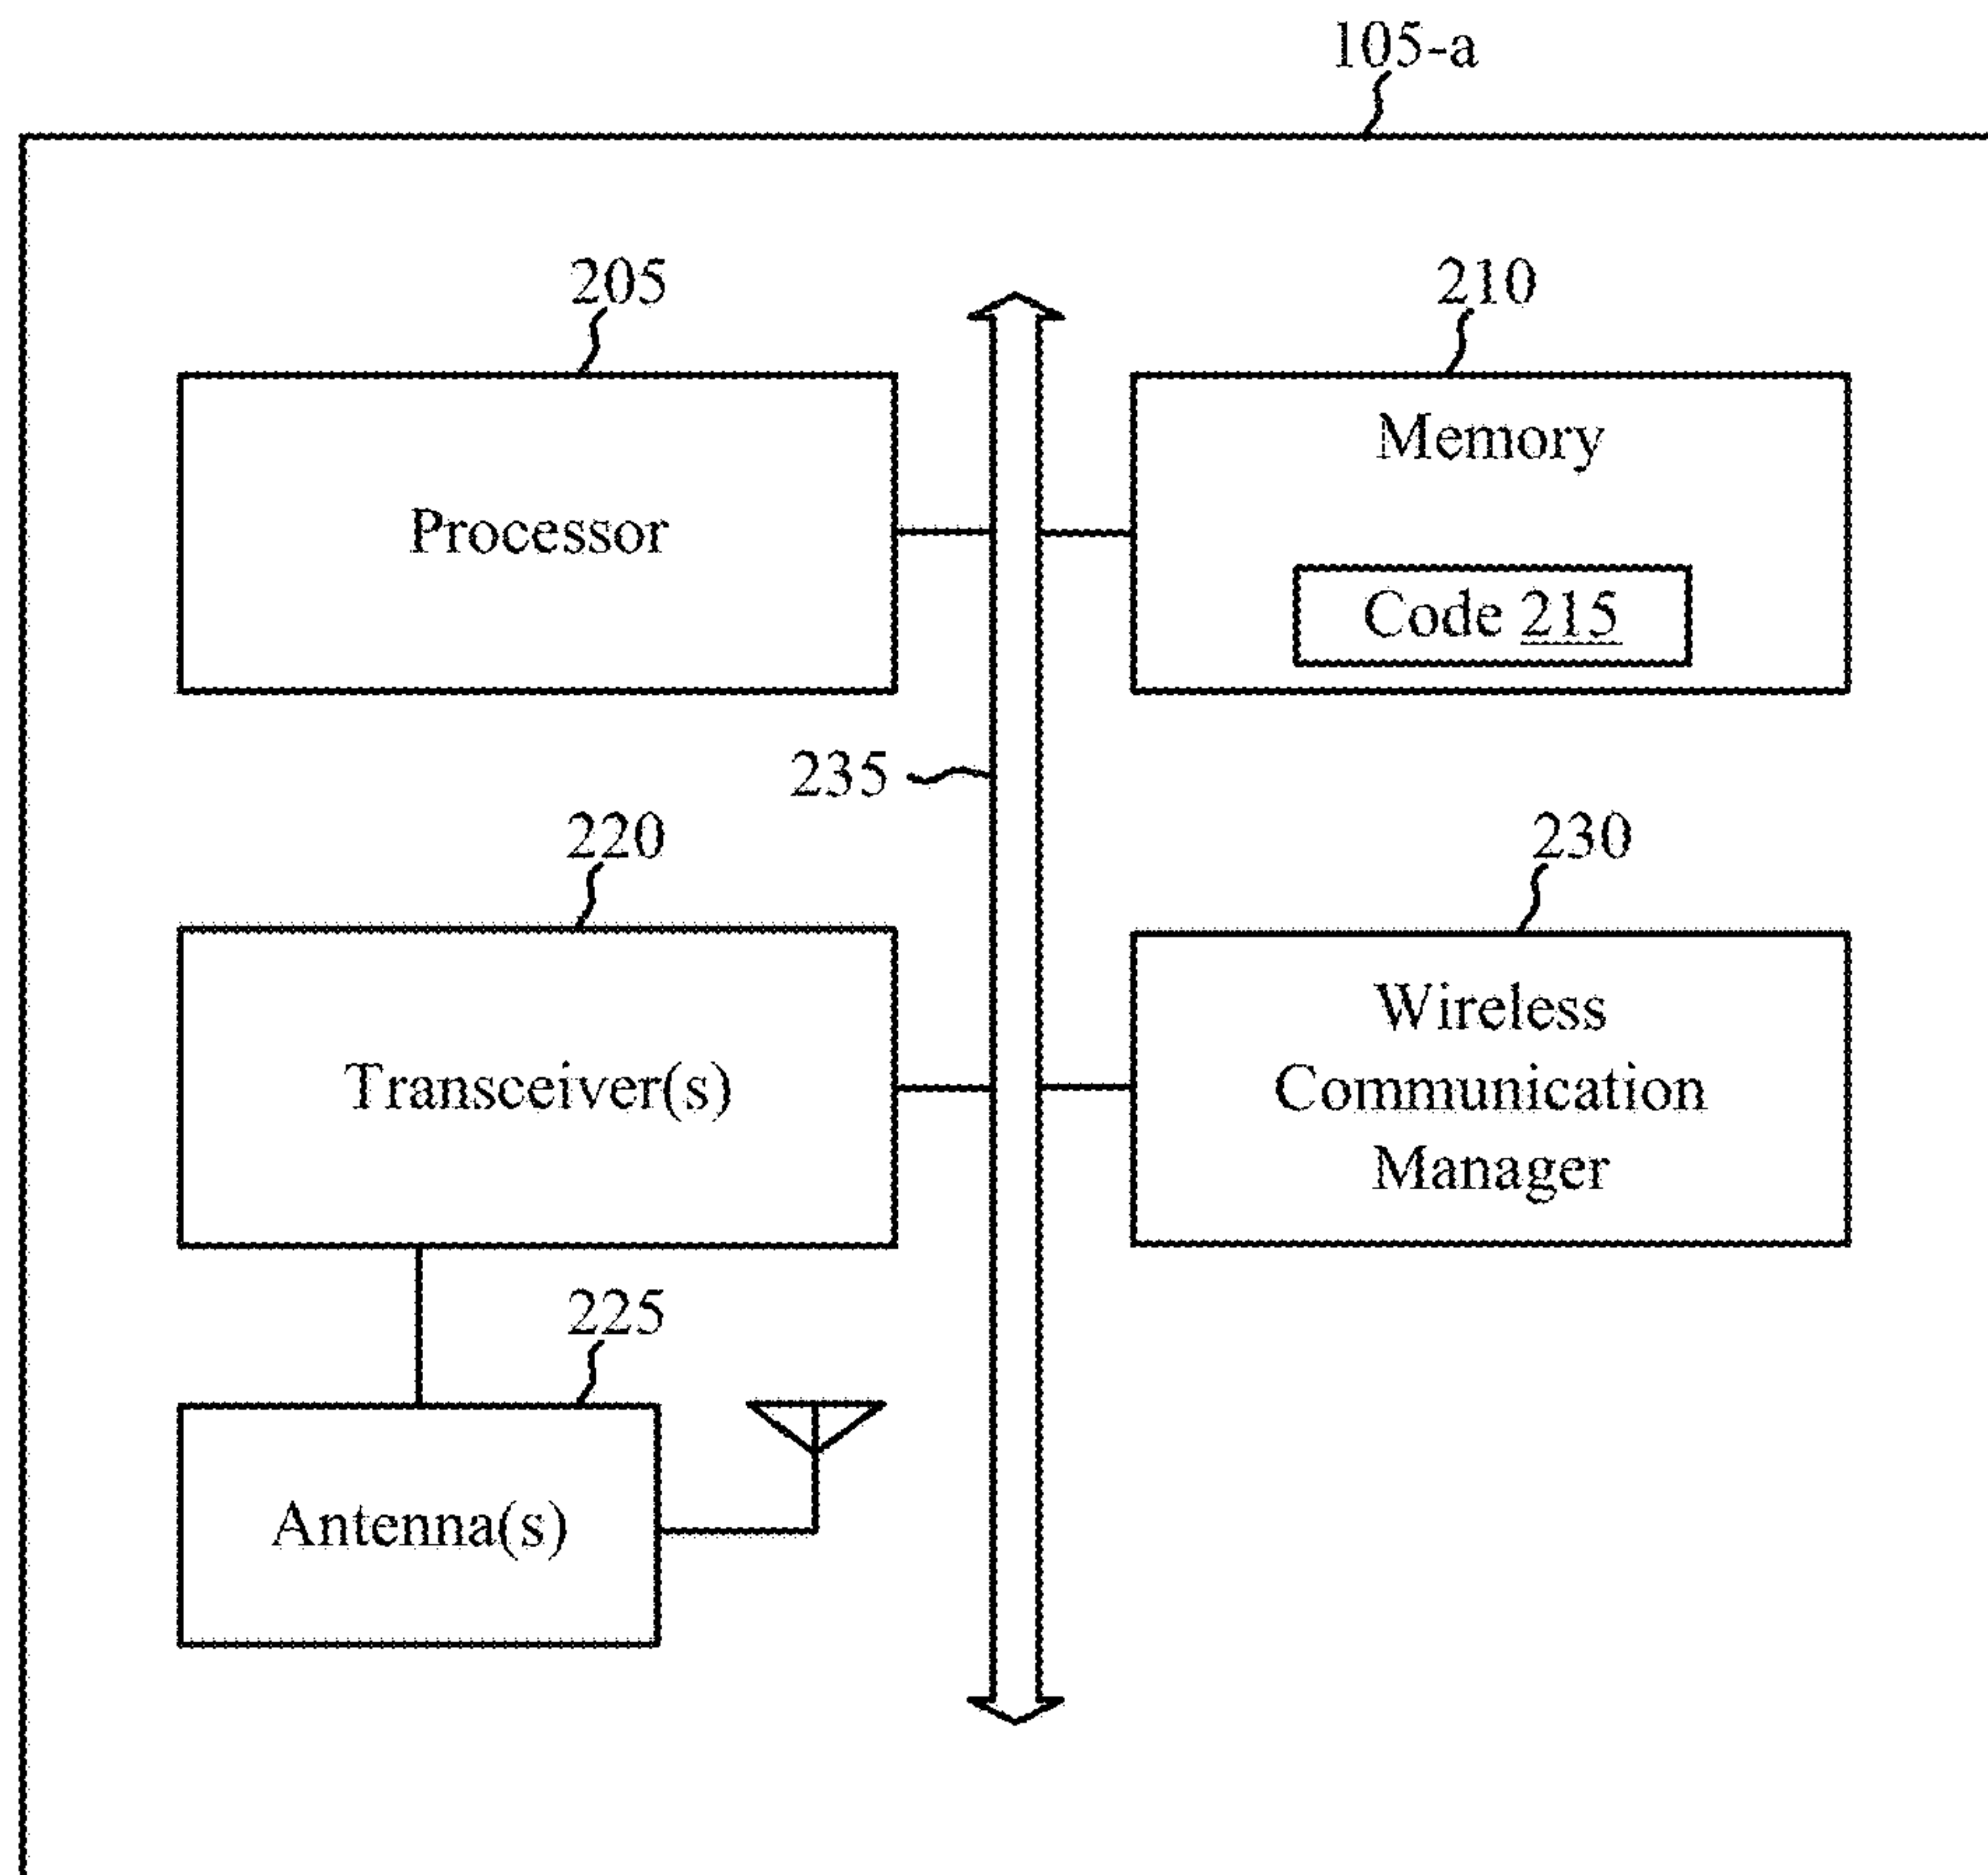 105-a
205
210
Processor
Memory
Code 215
235
220
230
Transceiver(s)
Wireless
Communication
Manager
225
Antenna(s)